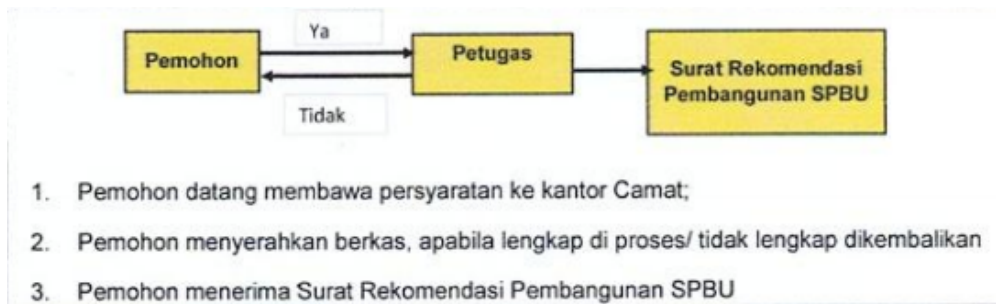 Ya
Pemohon
Petugas
Surat Rekomendasi
Pembangunan SPBU
Tidak
1. Pemohon datang membawa persyaratan ke kantor Camat;
2. Pemohon menyerahkan berkas, apabila lengkap di proses/ tidak lengkap dikembalikan
3. Pemohon menerima Surat Rekomendasi Pembangunan SPBU